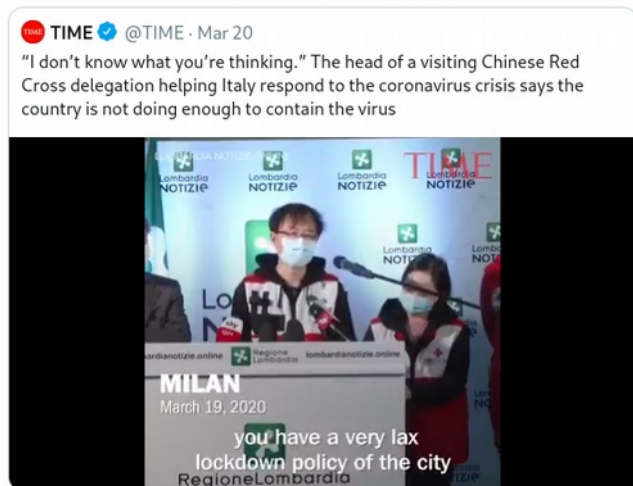 TIME @TIME · Mar 20
“I don’t know what you’re thinking.” The head of a visiting Chinese Red
Cross delegation helping Italy respond to the coronavirus crisis says the
country is not doing enough to contain the virus
TIME
Lombardia
NOTIZIE
Lombardia
NOTIZIE
Lombardia
NOTIZIE
Lombardia
NOTIZIE
Lombardia
sky
ardianotizie.online
Regione
Lombardia
lombardianotizie.online
MILAN
March 19, 2020
you have a very lax
lockdown policy of the city
RegioneLombardia